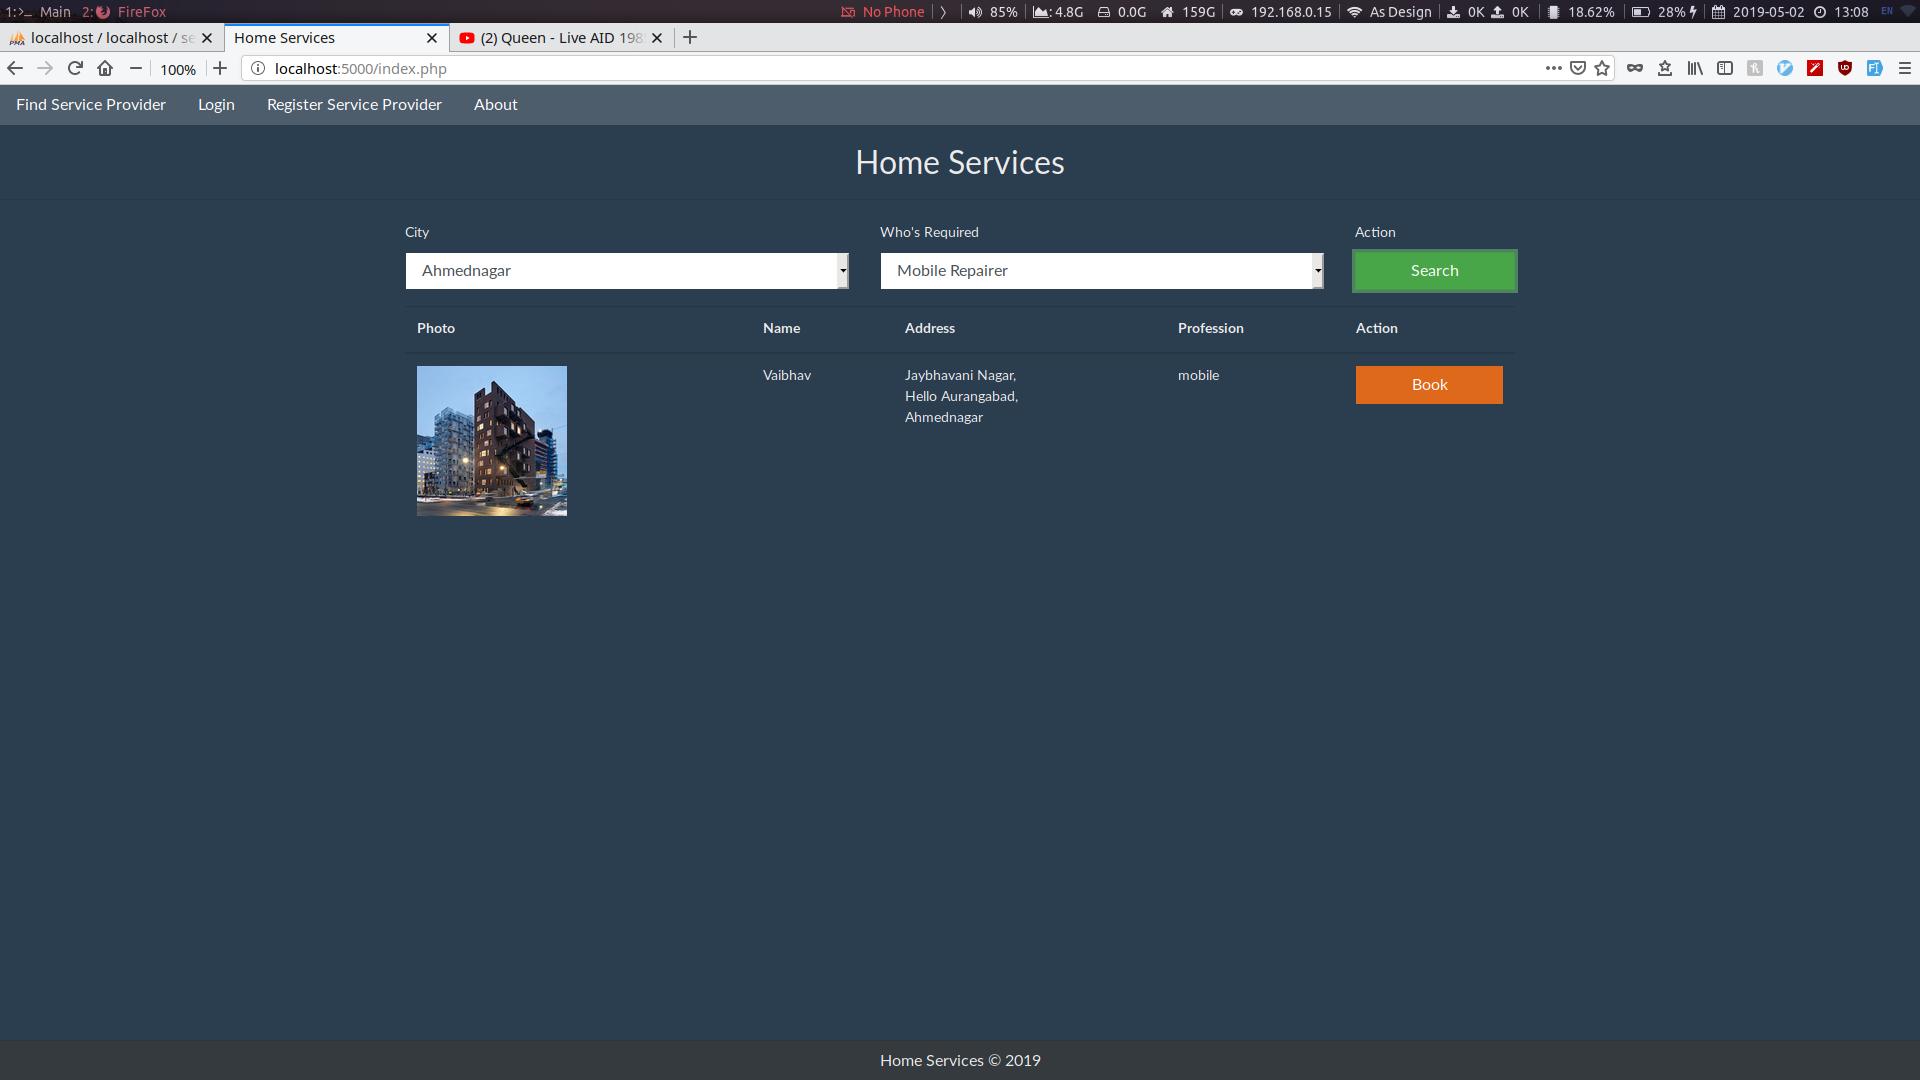 1:>_ Main 2: FireFox No Phone 85% 4.8G 0.0G 159G 192.168.0.15 As Design 0K 0K 18.62% 28% 2019-05-02 13:08 EN
localhost / localhost / se Home Services (2) Queen - Live AID 198
100% localhost:5000/index.php
Find Service Provider Login Register Service Provider About
Home Services
City Who's Required Action
Ahmednagar Mobile Repairer Search
Photo Name Address Profession Action
Vaibhav Jaybhavani Nagar, mobile Book
Hello Aurangabad,
Ahmednagar
Home Services © 2019